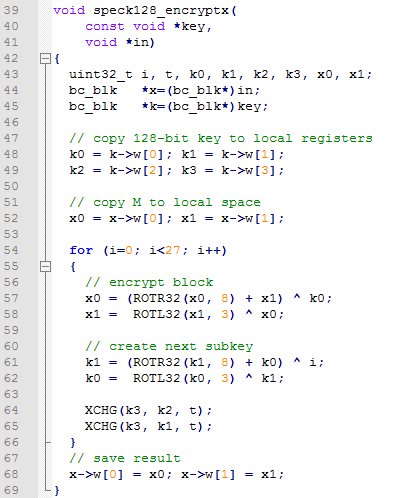 39 void speck128_encryptx(
40     const void *key,
41     void *in)
42 {
43   uint32_t i, t, k0, k1, k2, k3, x0, x1;
44   bc_blk   *x=(bc_blk*)in;
45   bc_blk   *k=(bc_blk*)key;
46
47   // copy 128-bit key to local registers
48   k0 = k->w[0]; k1 = k->w[1];
49   k2 = k->w[2]; k3 = k->w[3];
50
51   // copy M to local space
52   x0 = x->w[0]; x1 = x->w[1];
53
54   for (i=0; i<27; i++)
55   {
56     // encrypt block
57     x0 = (ROTR32(x0, 8) + x1) ^ k0;
58     x1 =  ROTL32(x1, 3) ^ x0;
59
60     // create next subkey
61     k1 = (ROTR32(k1, 8) + k0) ^ i;
62     k0 =  ROTL32(k0, 3) ^ k1;
63
64     XCHG(k3, k2, t);
65     XCHG(k3, k1, t);
66   }
67   // save result
68   x->w[0] = x0; x->w[1] = x1;
69 }